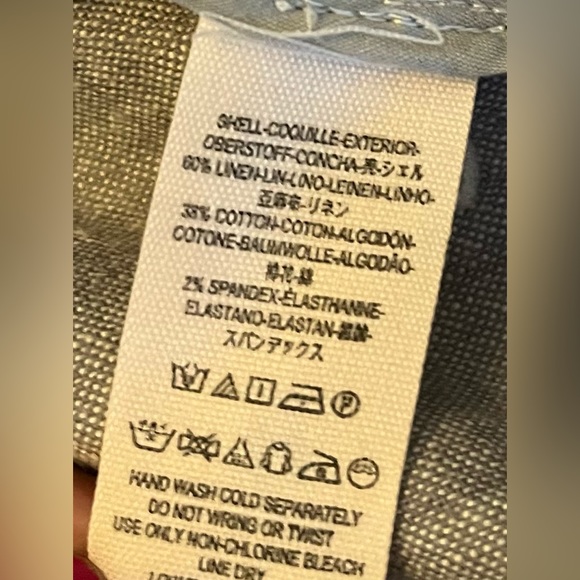 SHELL-COQUILLE-EXTERIOR-
OBERSTOFF-CONCHA-壳-シェル
60% LINEN-LIN-LINO-LEINEN-LINHO-
亚麻布-リネン
38% COTTON-COTON-ALGODÓN-
COTONE-BAUMWOLLE-ALGODÃO-
棉花-綿
2% SPANDEX-ÉLASTHANNE-
ELASTANO-ELASTAN-
スパンデックス
P
HAND WASH COLD SEPARATELY
DO NOT WRING OR TWIST
USE ONLY NON-CHLORINE BLEACH
LINE DRY